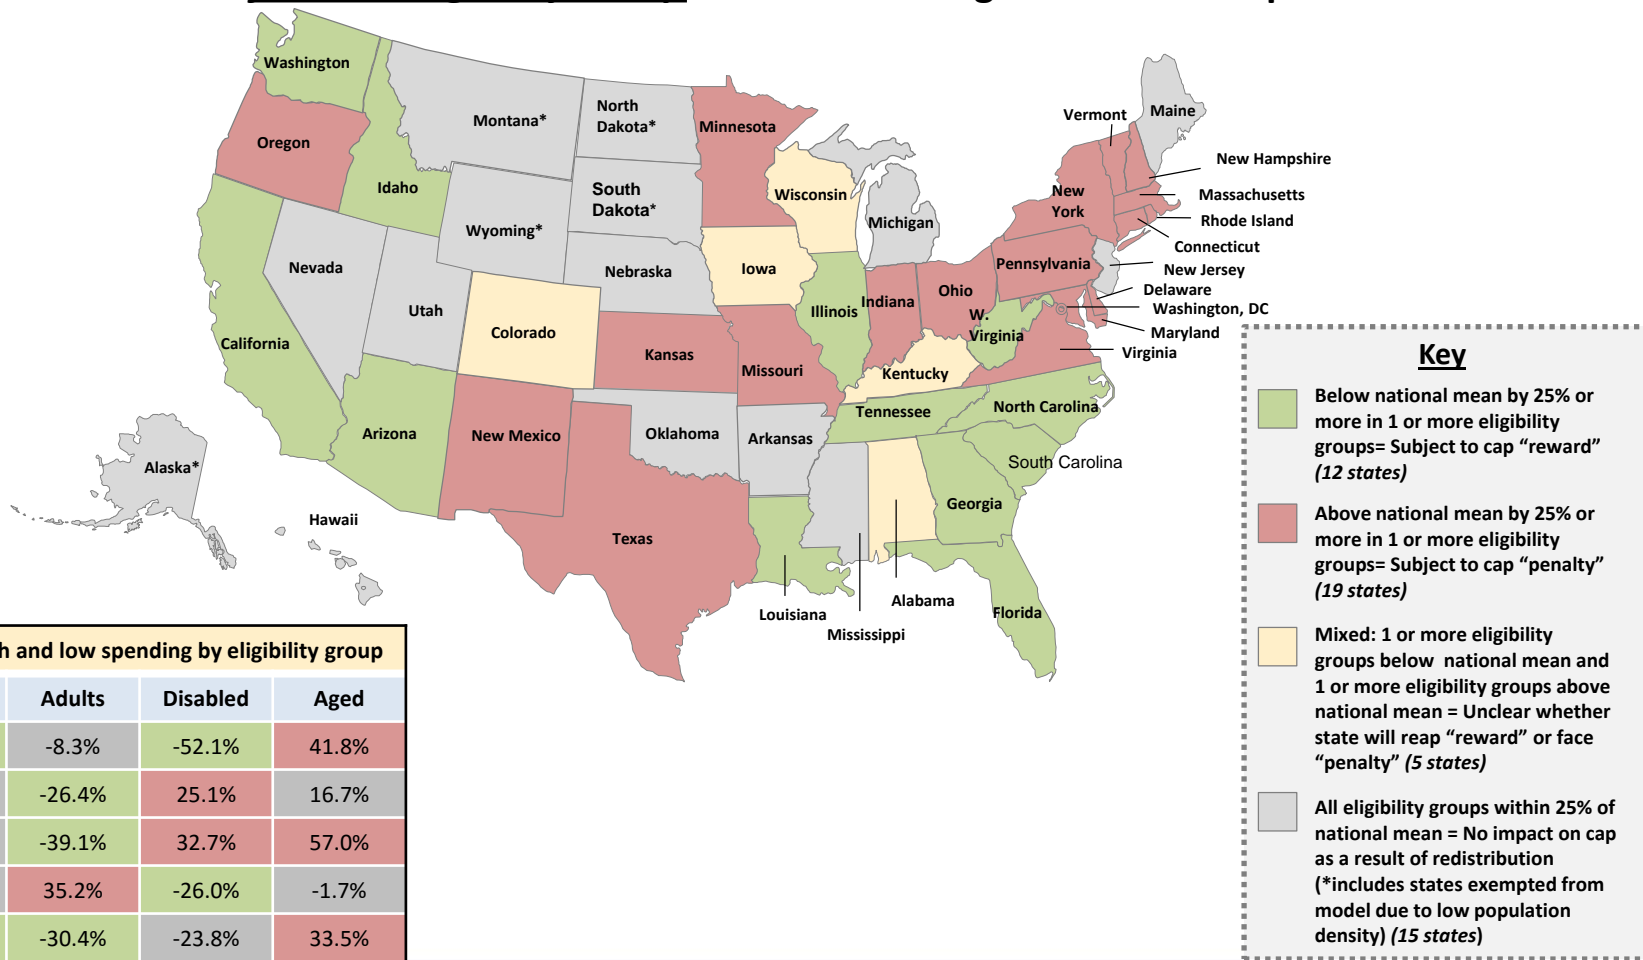 Washington
Oregon
Idaho
Montana*
North
Dakota*
Minnesota
South
Dakota*
Wyoming*
Nebraska
Wisconsin
Michigan
Iowa
Illinois
Indiana
Ohio
Pennsylvania
New
York
Vermont
Maine
New Hampshire
Massachusetts
Rhode Island
Connecticut
New Jersey
Delaware
Washington, DC
Maryland
Virginia
W.
Virginia
Nevada
Utah
Colorado
Kansas
Missouri
Kentucky
California
Arizona
New Mexico
Oklahoma
Arkansas
Tennessee
North Carolina
South Carolina
Georgia
Texas
Louisiana
Mississippi
Alabama
Florida
Alaska*
Hawaii
Key
Below national mean by 25% or
more in 1 or more eligibility
groups= Subject to cap “reward”
(12 states)
Above national mean by 25% or
more in 1 or more eligibility
groups= Subject to cap “penalty”
(19 states)
Mixed: 1 or more eligibility
groups below national mean and
1 or more eligibility groups above
national mean = Unclear whether
state will reap “reward” or face
“penalty” (5 states)
All eligibility groups within 25% of
national mean = No impact on cap
as a result of redistribution
(*includes states exempted from
model due to low population
density) (15 states)
and low spending by eligibility group
Adults Disabled Aged
-8.3% -52.1% 41.8%
-26.4% 25.1% 16.7%
-39.1% 32.7% 57.0%
35.2% -26.0% -1.7%
-30.4% -23.8% 33.5%